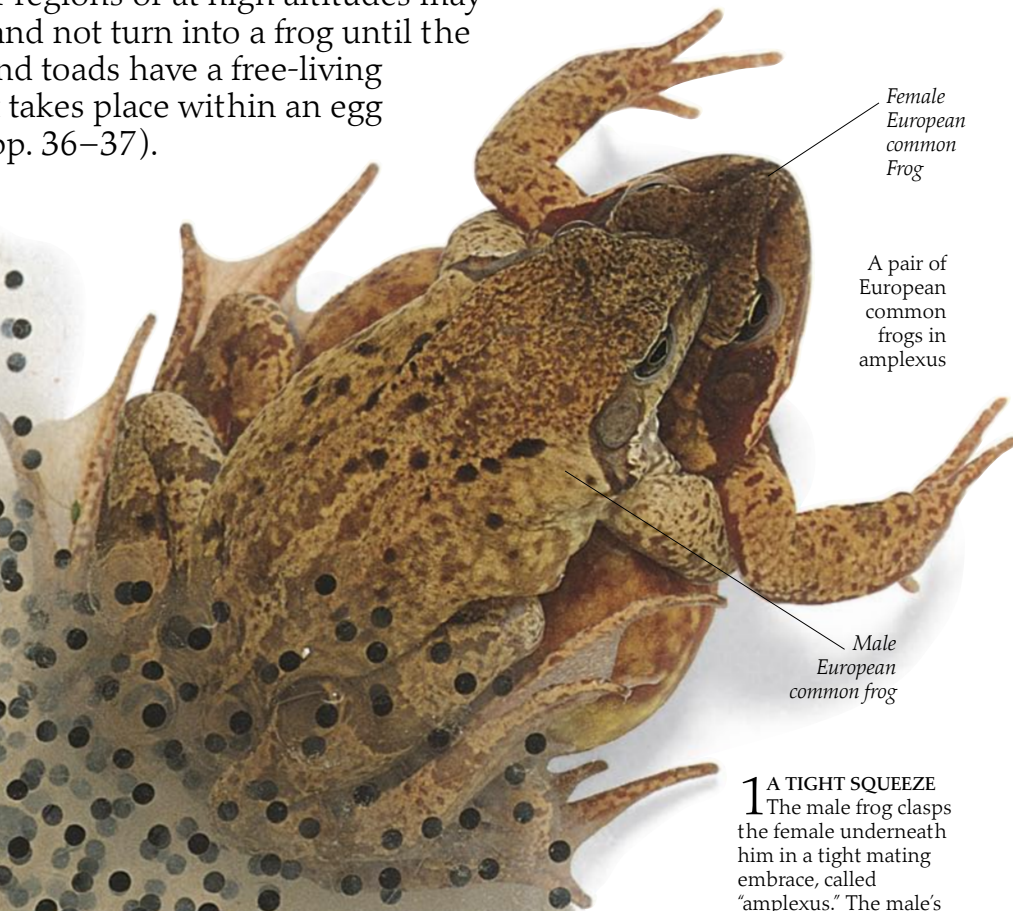 regions or at high altitudes may
and not turn into a frog until the
nd toads have a free-living
takes place within an egg
pp. 36–37).
Female
European
common
Frog
A pair of
European
common
frogs in
amplexus
Male
European
common frog
1 A TIGHT SQUEEZE
The male frog clasps
the female underneath
him in a tight mating
embrace, called
“amplexus.” The male’s